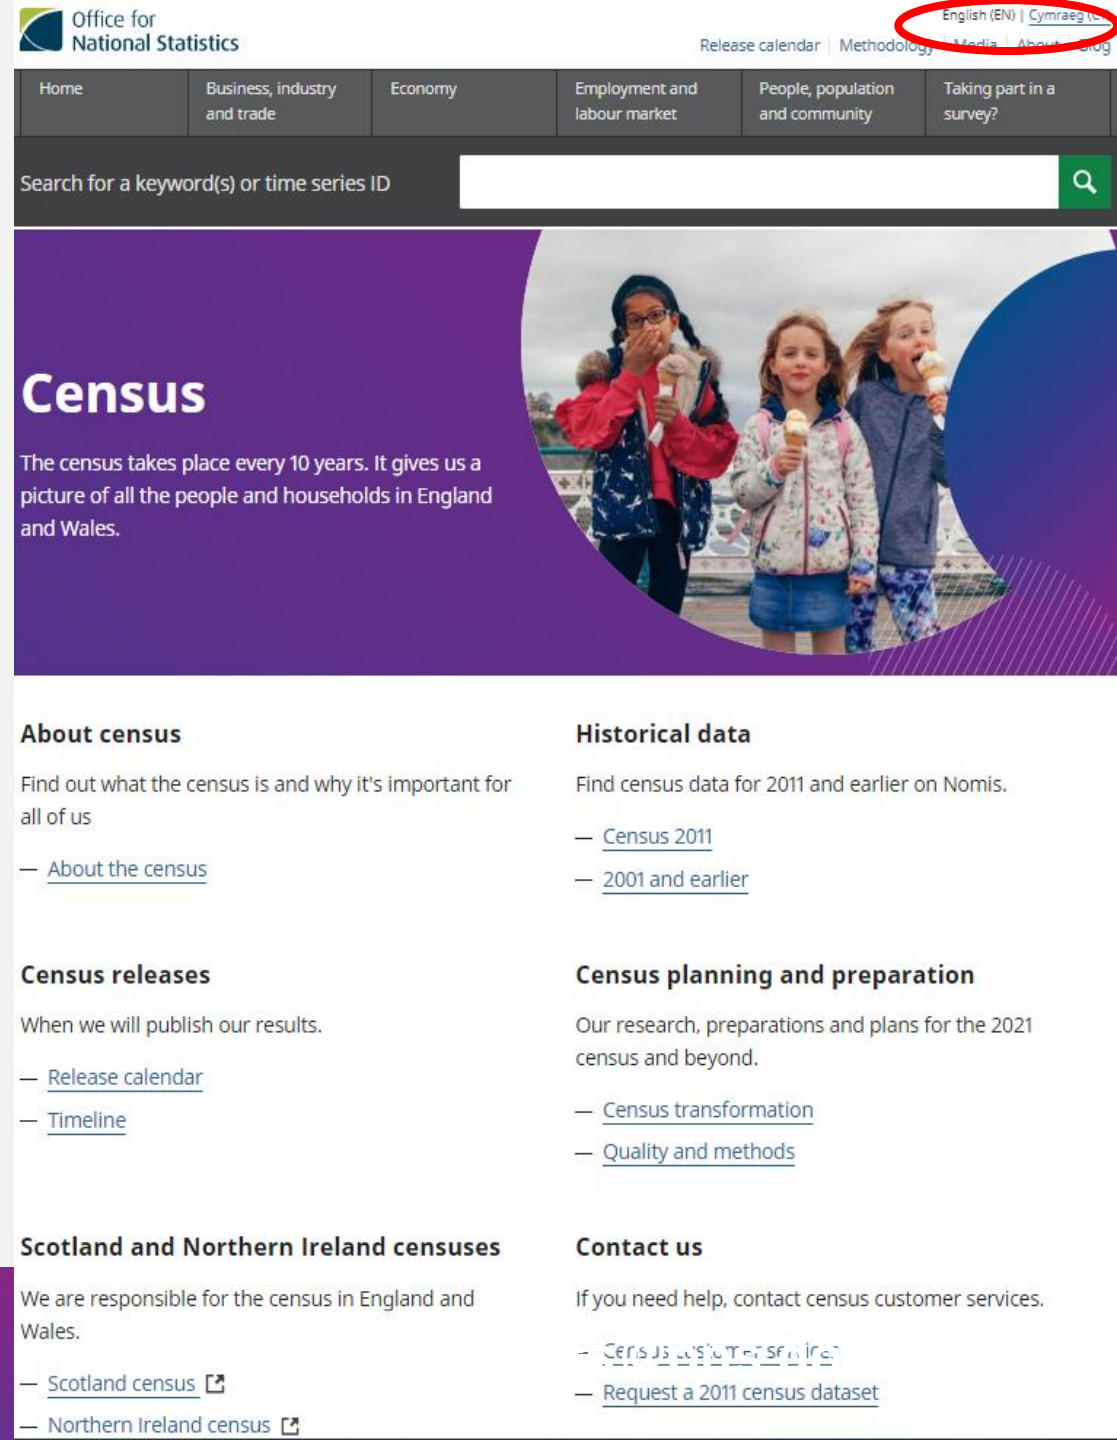 Office for
National Statistics
English (EN) | Cymraeg
Release calendar | Methodology | Media | About | Blog
Home
Business, industry
and trade
Economy
Employment and
labour market
People, population
and community
Taking part in a
survey?
Search for a keyword(s) or time series ID
Census
The census takes place every 10 years. It gives us a
picture of all the people and households in England
and Wales.
About census
Find out what the census is and why it's important for
all of us
— About the census
Historical data
Find census data for 2011 and earlier on Nomis.
— Census 2011
— 2001 and earlier
Census releases
When we will publish our results.
— Release calendar
— Timeline
Census planning and preparation
Our research, preparations and plans for the 2021
census and beyond.
— Census transformation
— Quality and methods
Scotland and Northern Ireland censuses
We are responsible for the census in England and
Wales.
— Scotland census
— Northern Ireland census
Contact us
If you need help, contact census customer services.
— Census customer services
— Request a 2011 census dataset